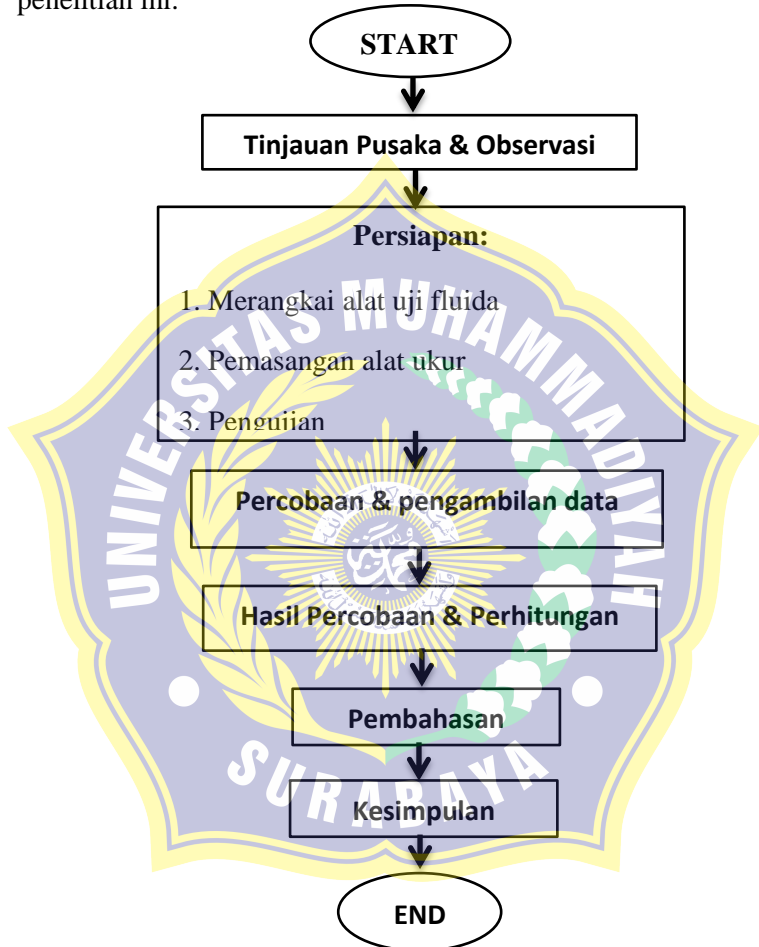 penelitian ini.
START
Tinjauan Pusaka & Observasi
Persiapan:
1. Merangkai alat uji fluida
2. Pemasangan alat ukur
3. Pengujian
Percobaan & pengambilan data
Hasil Percobaan & Perhitungan
Pembahasan
Kesimpulan
END
UNIVERSITAS MUHAMMADIYAH
SURABAYA